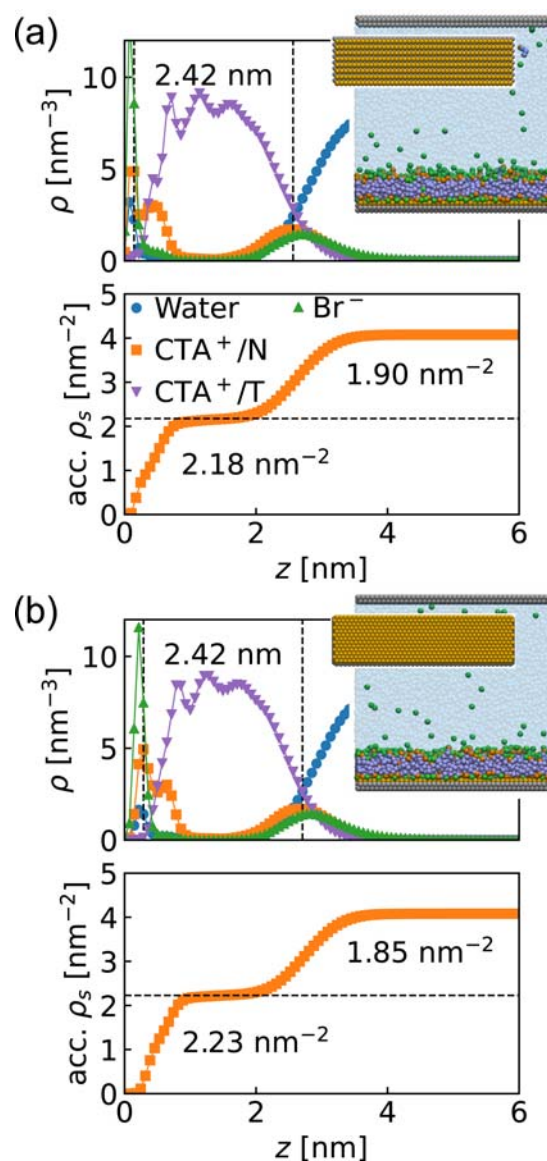 (a)
10
5
0
ρ [nm⁻³]
2.42 nm
Water
Br⁻
CTA⁺/N
CTA⁺/T
5
4
3
2
1
0
acc. ρₛ [nm⁻²]
1.90 nm⁻²
2.18 nm⁻²
0 2 4 6
z [nm]
(b)
10
5
0
ρ [nm⁻³]
2.42 nm
5
4
3
2
1
0
acc. ρₛ [nm⁻²]
1.85 nm⁻²
2.23 nm⁻²
0 2 4 6
z [nm]